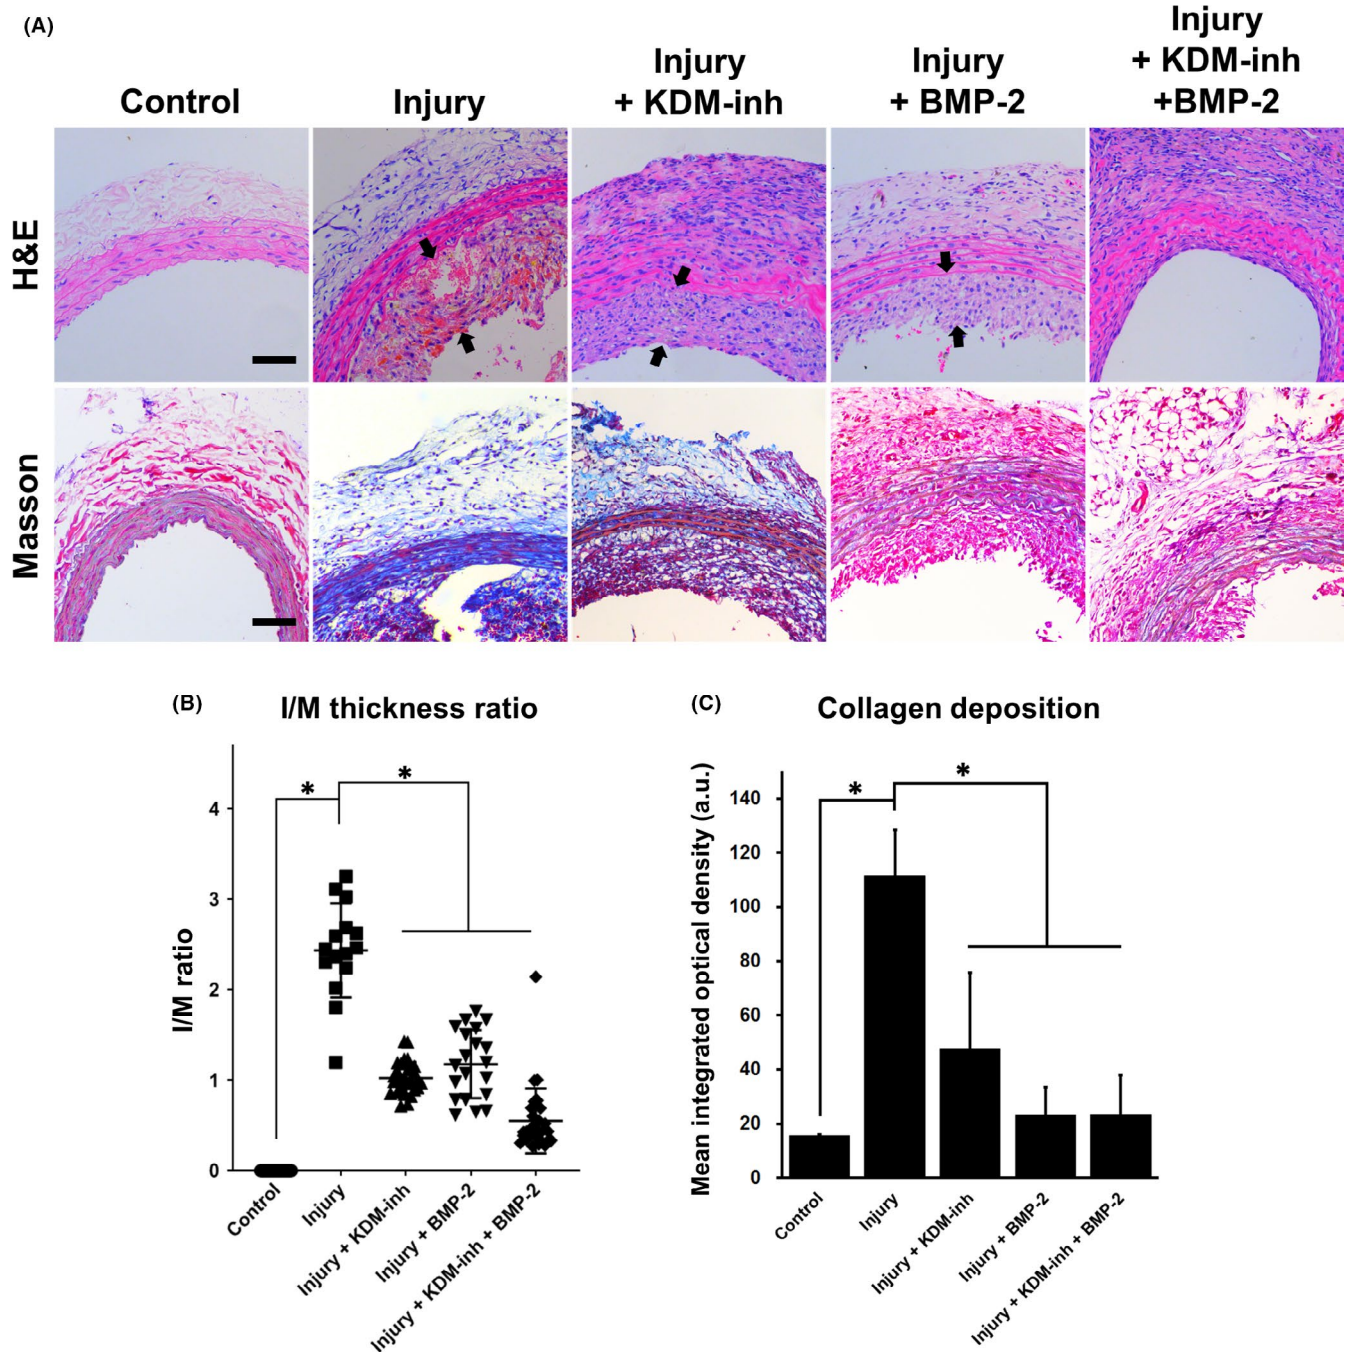 (A)
Control
Injury
Injury
+ KDM-inh
Injury
+ BMP-2
Injury
+ KDM-inh
+BMP-2
H&E
Masson
(B)
I/M thickness ratio
*
*
4
3
2
1
0
I/M ratio
Control
Injury
Injury + KDM-inh
Injury + BMP-2
Injury + KDM-inh + BMP-2
(C)
Collagen deposition
*
*
140
120
100
80
60
40
20
0
Mean integrated optical density (a.u.)
Control
Injury
Injury + KDM-inh
Injury + BMP-2
Injury + KDM-inh + BMP-2